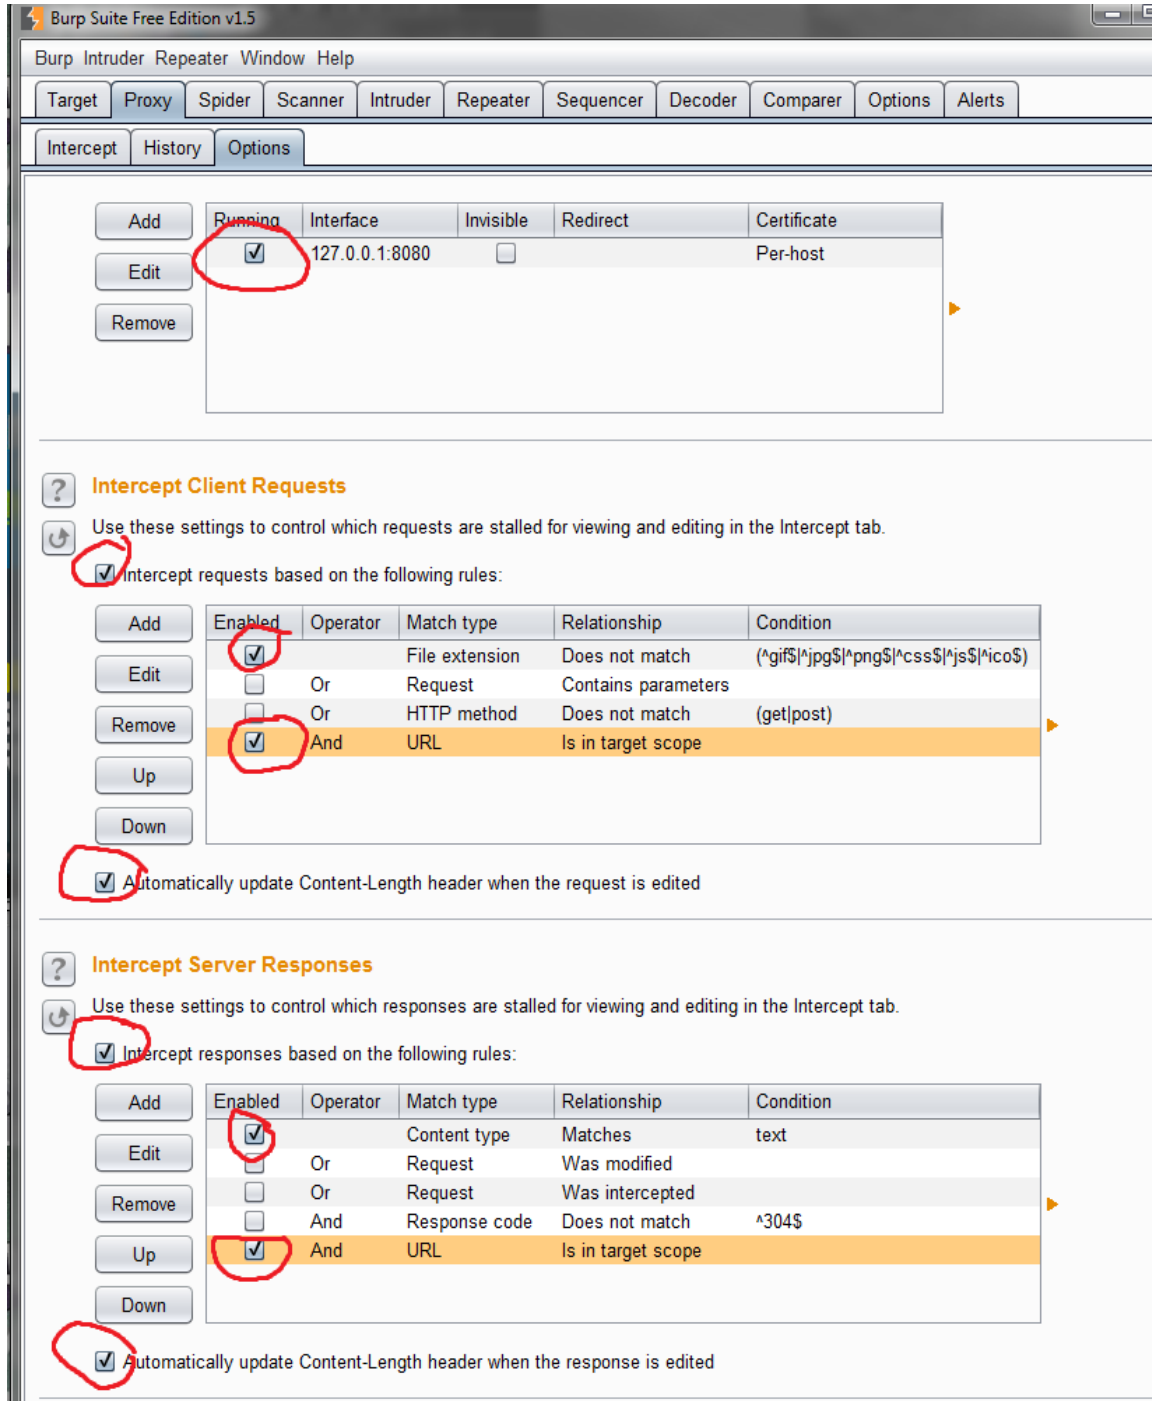 Burp Suite Free Edition v1.5
Burp Intruder Repeater Window Help
Target Proxy Spider Scanner Intruder Repeater Sequencer Decoder Comparer Options Alerts
Intercept History Options
Add Running Interface Invisible Redirect Certificate
127.0.0.1:8080 Per-host
Edit
Remove
? Intercept Client Requests
Use these settings to control which requests are stalled for viewing and editing in the Intercept tab.
Intercept requests based on the following rules:
Add Enabled Operator Match type Relationship Condition
File extension Does not match (^gif$|^jpg$|^png$|^css$|^js$|^ico$)
Edit
Or Request Contains parameters
Remove
Or HTTP method Does not match (get|post)
And URL Is in target scope
Up
Down
Automatically update Content-Length header when the request is edited
? Intercept Server Responses
Use these settings to control which responses are stalled for viewing and editing in the Intercept tab.
Intercept responses based on the following rules:
Add Enabled Operator Match type Relationship Condition
Content type Matches text
Edit
Or Request Was modified
Remove
Or Request Was intercepted
And Response code Does not match ^304$
Up
And URL Is in target scope
Down
Automatically update Content-Length header when the response is edited